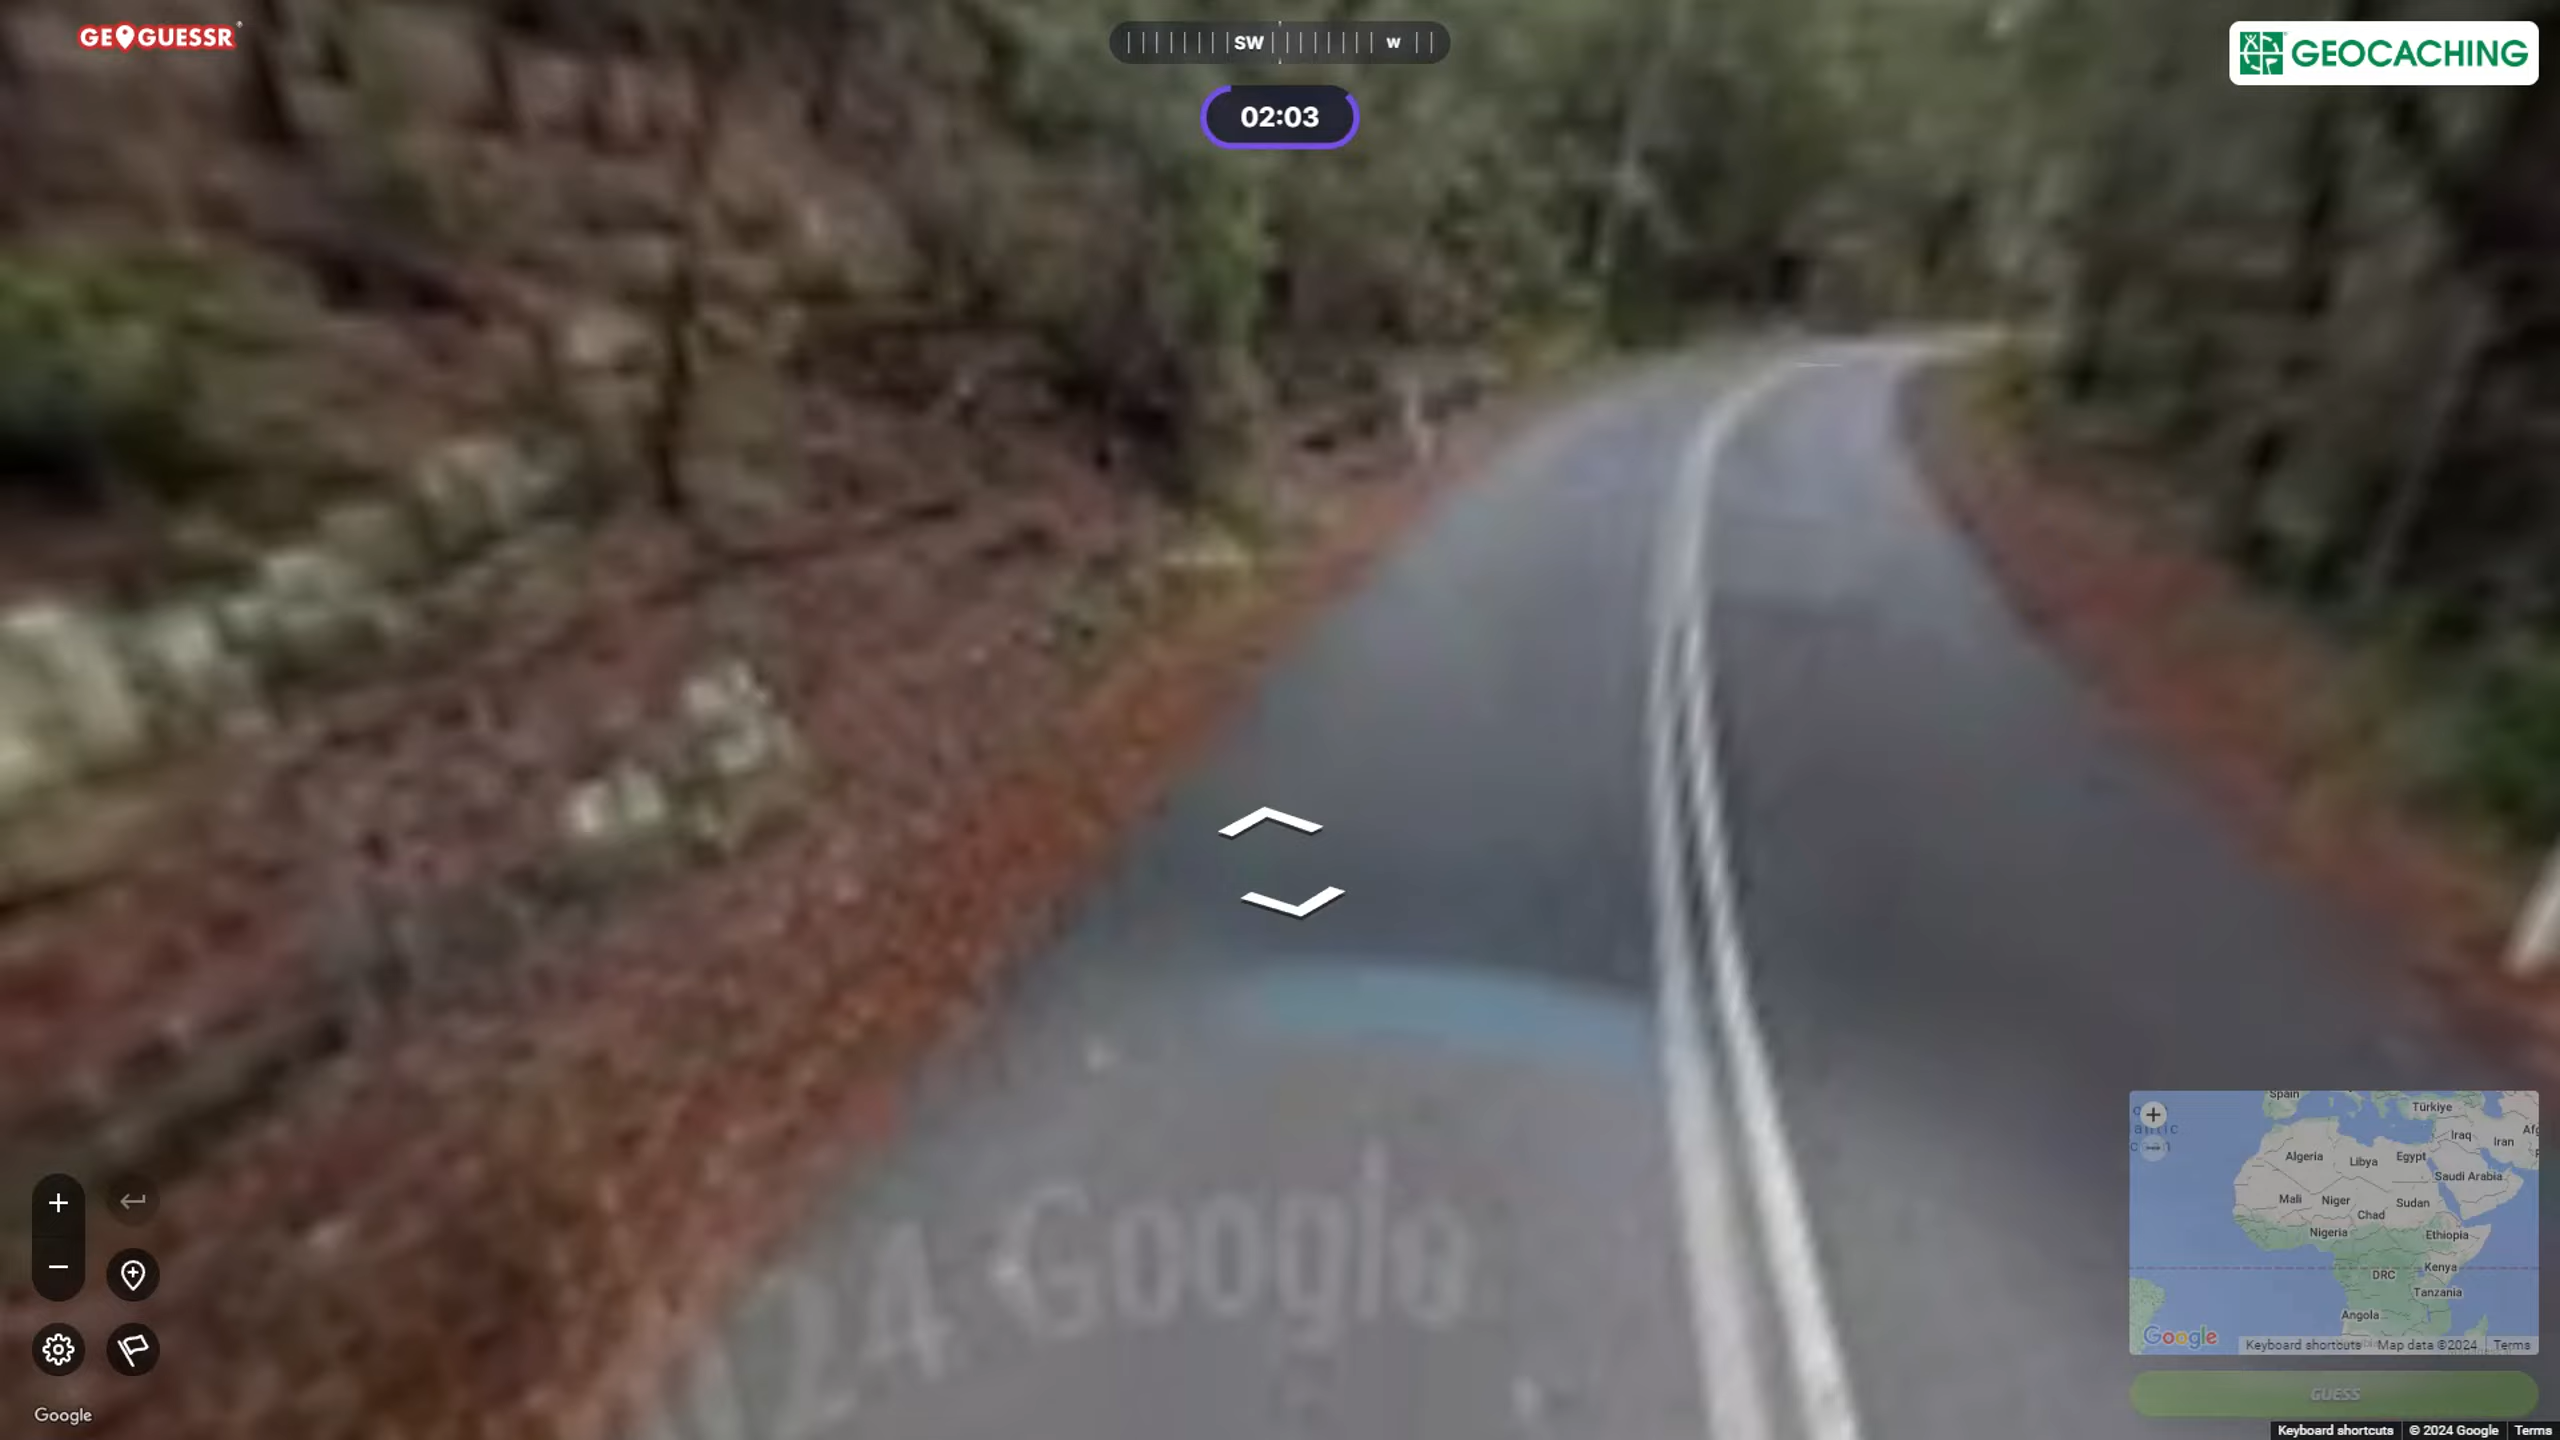 GEOGUESSR
SW W
GEOCACHING
02:03
24 Google
Spain
Türkiye
Iraq
Iran
Algeria
Libya
Egypt
Saudi Arabia
Mali
Niger
Sudan
Chad
Nigeria
Ethiopia
DRC
Kenya
Tanzania
Angola
Google
Keyboard shortcuts Map data ©2024 Terms
GUESS
Google
Keyboard shortcuts © 2024 Google Terms